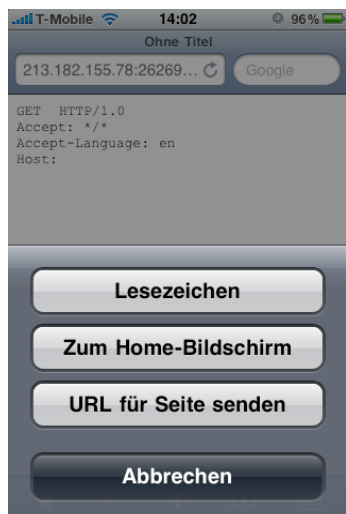 T-Mobile 14:02 96%
Ohne Titel
213.182.155.78:26269... Google
GET HTTP/1.0
Accept: */*
Accept-Language: en
Host:
Lesezeichen
Zum Home-Bildschirm
URL für Seite senden
Abbrechen